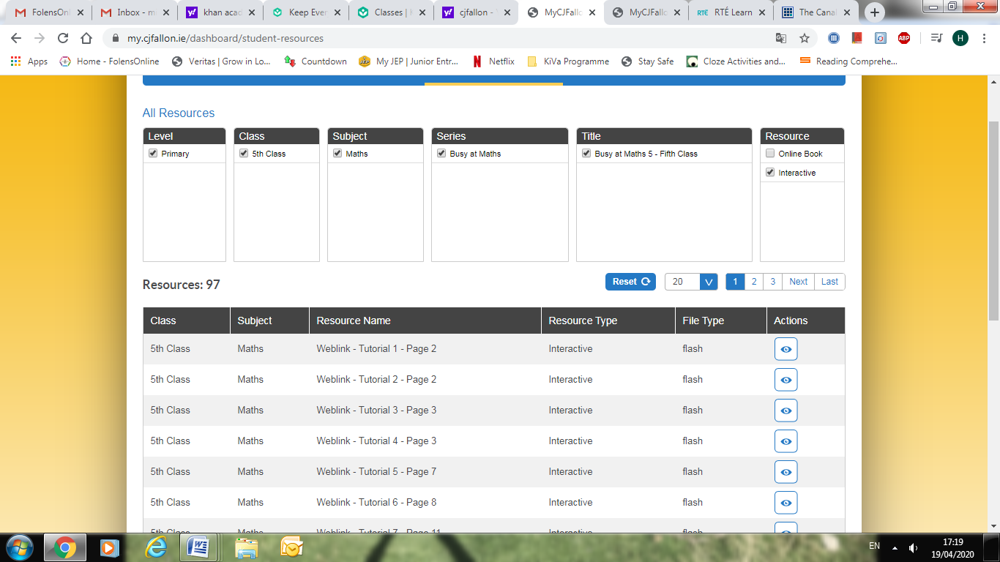 FolensOnl
Inbox - m
khan acad
Keep Ever
Classes | K
cjfallon -
MyCJFallo
MyCJFallo
RTÉ Learn
The Canal
my.cjfallon.ie/dashboard/student-resources
ABP
H
Apps
Home - FolensOnline
Veritas | Grow in Lo...
Countdown
My JEP | Junior Entr...
Netflix
KiVa Programme
Stay Safe
Cloze Activities and...
Reading Comprehe...
All Resources
Level Class Subject Series Title Resource
Primary 5th Class Maths Busy at Maths Busy at Maths 5 - Fifth Class Online Book
Interactive
Resources: 97 Reset 20 V 1 2 3 Next Last
Class Subject Resource Name Resource Type File Type Actions
5th Class Maths Weblink - Tutorial 1 - Page 2 Interactive flash
5th Class Maths Weblink - Tutorial 2 - Page 2 Interactive flash
5th Class Maths Weblink - Tutorial 3 - Page 3 Interactive flash
5th Class Maths Weblink - Tutorial 4 - Page 3 Interactive flash
5th Class Maths Weblink - Tutorial 5 - Page 7 Interactive flash
5th Class Maths Weblink - Tutorial 6 - Page 8 Interactive flash
5th Class Maths Weblink - Tutorial 7 - Page 11 Interactive flash
EN
17:19
19/04/2020